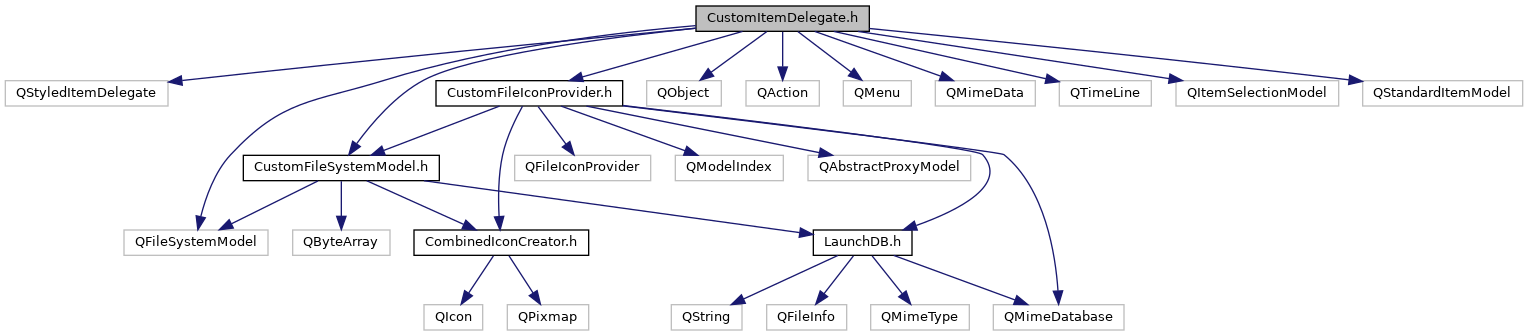 CustomItemDelegate.h
QStyledItemDelegate
CustomFileIconProvider.h
QObject
QAction
QMenu
QMimeData
QTimeLine
QItemSelectionModel
QStandardItemModel
CustomFileSystemModel.h
QFileIconProvider
QModelIndex
QAbstractProxyModel
QFileSystemModel
QByteArray
CombinedIconCreator.h
LaunchDB.h
QIcon
QPixmap
QString
QFileInfo
QMimeType
QMimeDatabase